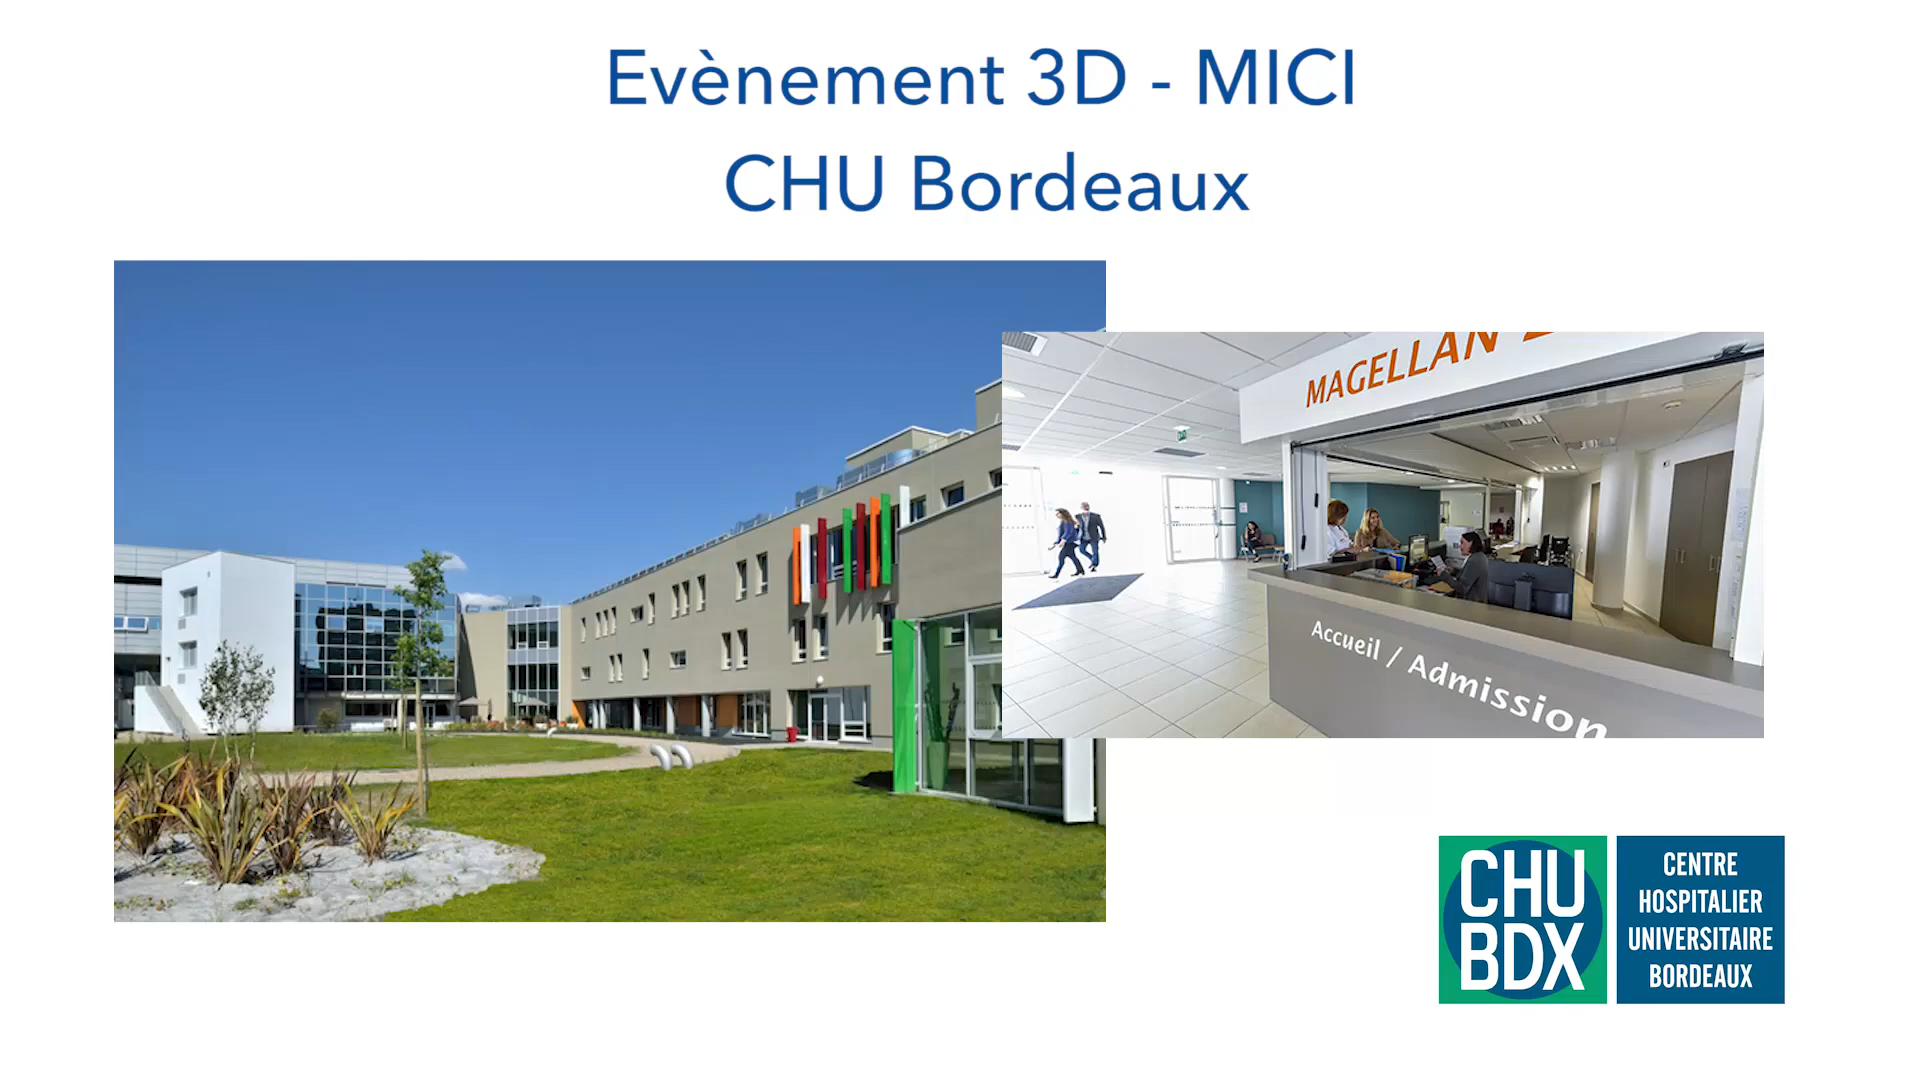 Evènement 3D - MICI
CHU Bordeaux
MAGELLAN
Accueil / Admission
CHU
BDX
CENTRE
HOSPITALIER
UNIVERSITAIRE
BORDEAUX